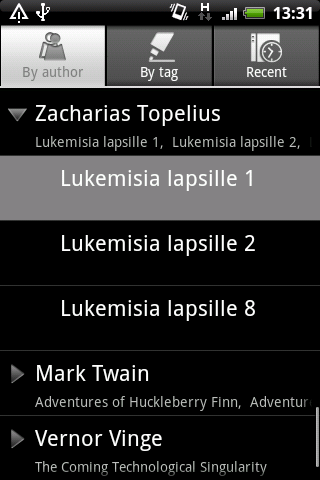 H 13:31
By author By tag Recent
Zacharias Topelius
Lukemisia lapsille 1, Lukemisia lapsille 2,
Lukemisia lapsille 1
Lukemisia lapsille 2
Lukemisia lapsille 8
Mark Twain
Adventures of Huckleberry Finn, Adventur
Vernor Vinge
The Coming Technological Singularity